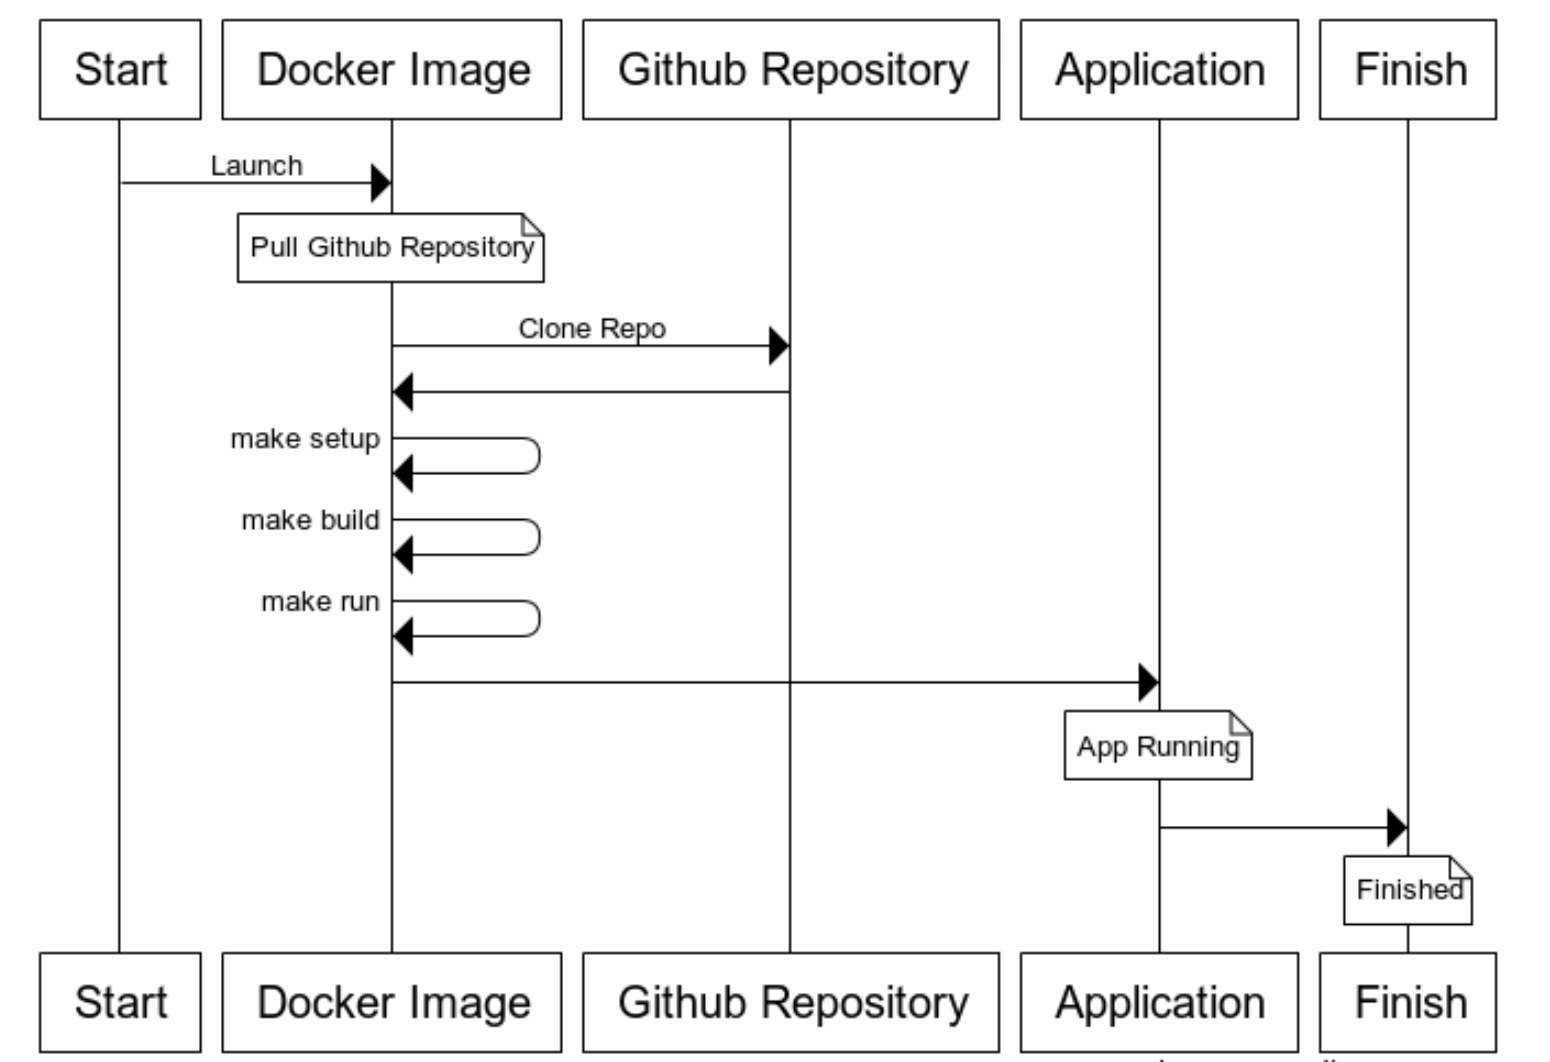 Start
Docker Image
Github Repository
Application
Finish
Launch
Pull Github Repository
Clone Repo
make setup
make build
make run
App Running
Finished
Start
Docker Image
Github Repository
Application
Finish